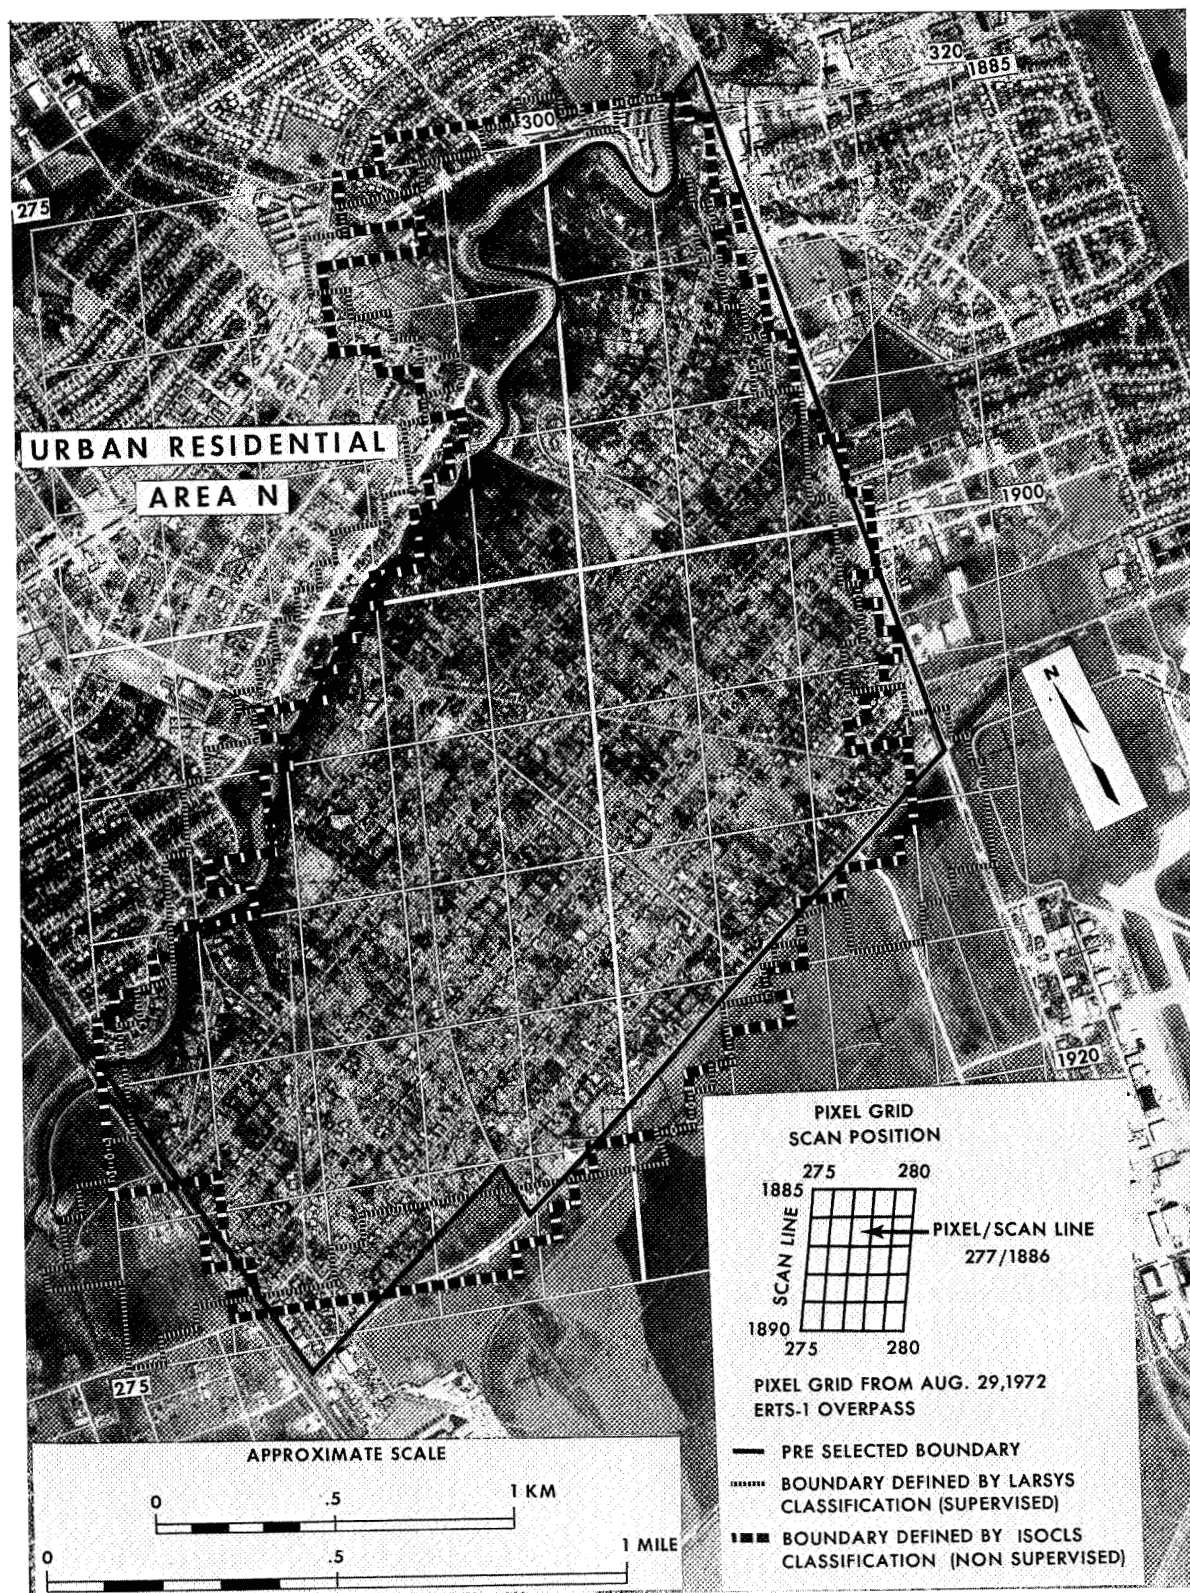 320
1885
300
275
URBAN RESIDENTIAL
AREA N
1900
N
1920
275
PIXEL GRID
SCAN POSITION
275 280
1885
SCAN LINE
PIXEL/SCAN LINE
277/1886
1890
275 280
PIXEL GRID FROM AUG. 29,1972
ERTS-1 OVERPASS
PRE SELECTED BOUNDARY
BOUNDARY DEFINED BY LARSYS
CLASSIFICATION (SUPERVISED)
BOUNDARY DEFINED BY ISOCLS
CLASSIFICATION (NON SUPERVISED)
APPROXIMATE SCALE
0 .5 1 KM
0 .5 1 MILE